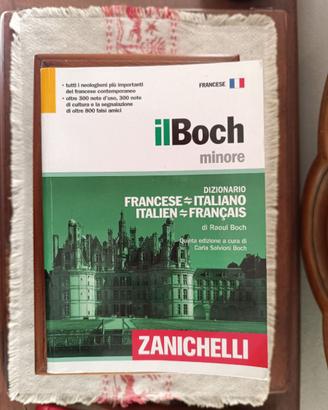 • tutti i neologismi più importanti
del francese contemporaneo
• oltre 300 note d'uso, 300 note
di cultura e la segnalazione
di oltre 800 falsi amici
FRANCESE
ilBoch
minore
DIZIONARIO
FRANCESE ⇋ ITALIANO
ITALIEN ⇋ FRANÇAIS
di Raoul Boch
Quinta edizione a cura di
Carla Salvioni Boch
ZANICHELLI